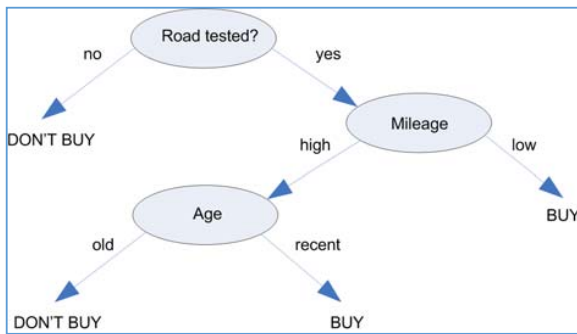 Road tested?
no
yes
DON'T BUY
Mileage
high
low
Age
BUY
old
recent
DON'T BUY
BUY